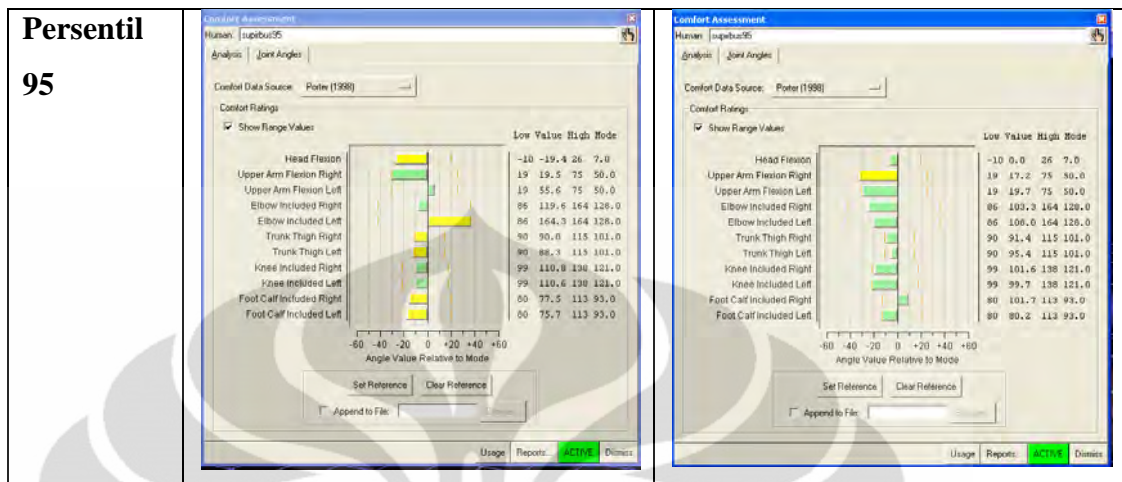 Persentil
95
Comfort Assessment
Human: supirbus95
Analysis Joint Angles
Comfort Data Source: Porter (1998)
Comfort Ratings
Show Range Values
Low Value High Mode
Head Flexion -10 -19.4 26 7.0
Upper Arm Flexion Right 19 19.5 75 50.0
Upper Arm Flexion Left 19 55.6 75 50.0
Elbow Included Right 86 119.6 164 128.0
Elbow Included Left 86 164.3 164 128.0
Trunk Thigh Right 90 90.0 115 101.0
Trunk Thigh Left 90 88.3 115 101.0
Knee Included Right 99 110.8 138 121.0
Knee Included Left 99 110.6 138 121.0
Foot Calf Included Right 80 77.5 113 93.0
Foot Calf Included Left 80 75.7 113 93.0
-60 -40 -20 0 +20 +40 +60
Angle Value Relative to Mode
Set Reference Clear Reference
Append to File:
Usage Reports... ACTIVE Dismiss
Comfort Assessment
Human: supirbus95
Analysis Joint Angles
Comfort Data Source: Porter (1998)
Comfort Ratings
Show Range Values
Low Value High Mode
Head Flexion -10 0.0 26 7.0
Upper Arm Flexion Right 19 17.2 75 50.0
Upper Arm Flexion Left 19 19.7 75 50.0
Elbow Included Right 86 103.3 164 128.0
Elbow Included Left 86 108.0 164 128.0
Trunk Thigh Right 90 91.4 115 101.0
Trunk Thigh Left 90 95.4 115 101.0
Knee Included Right 99 101.6 138 121.0
Knee Included Left 99 99.7 138 121.0
Foot Calf Included Right 80 101.7 113 93.0
Foot Calf Included Left 80 80.2 113 93.0
-60 -40 -20 0 +20 +40 +60
Angle Value Relative to Mode
Set Reference Clear Reference
Append to File:
Usage Reports... ACTIVE Dismiss